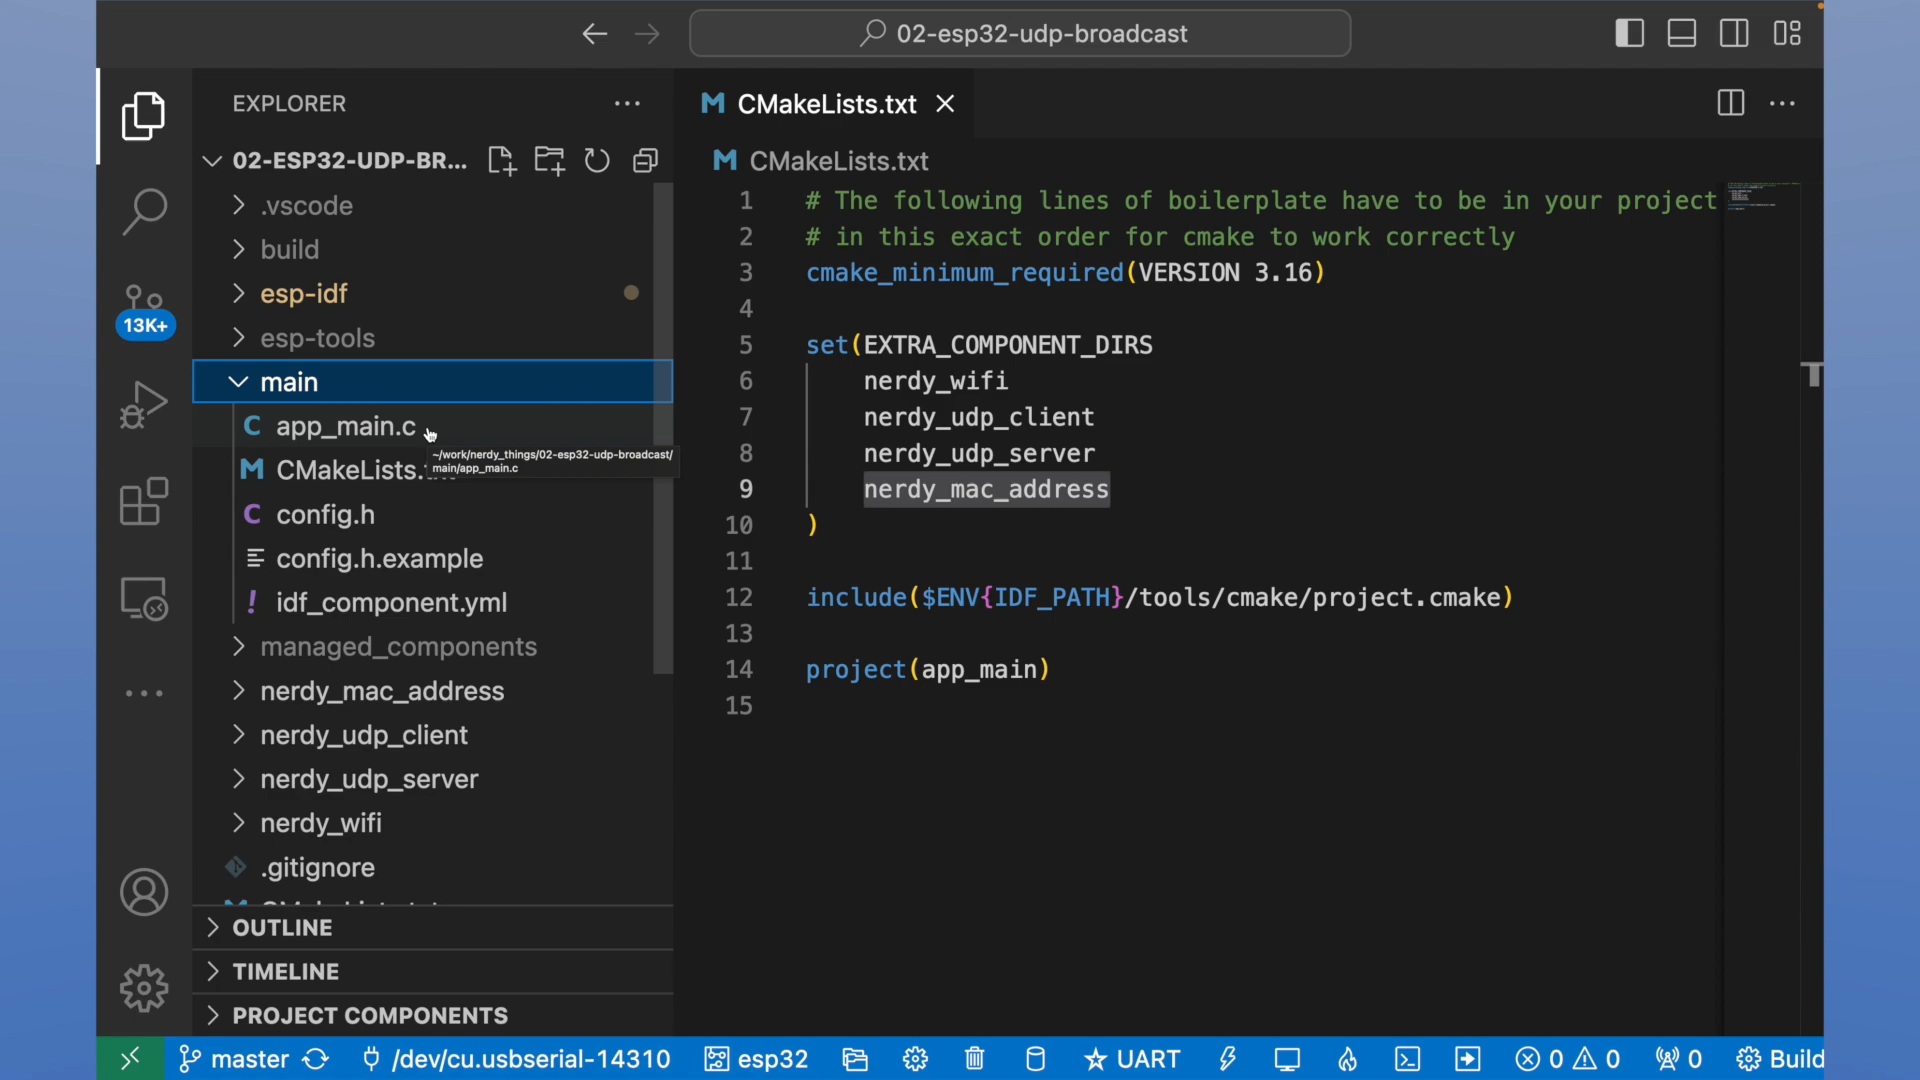 02-esp32-udp-broadcast
EXPLORER
CMakeLists.txt
02-ESP32-UDP-BR...
CMakeLists.txt
.vscode
build
esp-idf
esp-tools
main
app_main.c
~/work/nerdy_things/02-esp32-udp-broadcast/
main/app_main.c
CMakeLists.
config.h
config.h.example
idf_component.yml
managed_components
nerdy_mac_address
nerdy_udp_client
nerdy_udp_server
nerdy_wifi
.gitignore
OUTLINE
TIMELINE
PROJECT COMPONENTS
13K+
1 # The following lines of boilerplate have to be in your project
2 # in this exact order for cmake to work correctly
3 cmake_minimum_required(VERSION 3.16)
4
5 set(EXTRA_COMPONENT_DIRS
6 nerdy_wifi
7 nerdy_udp_client
8 nerdy_udp_server
9 nerdy_mac_address
10 )
11
12 include($ENV{IDF_PATH}/tools/cmake/project.cmake)
13
14 project(app_main)
15
master /dev/cu.usbserial-14310 esp32 UART 0 0 0 Build